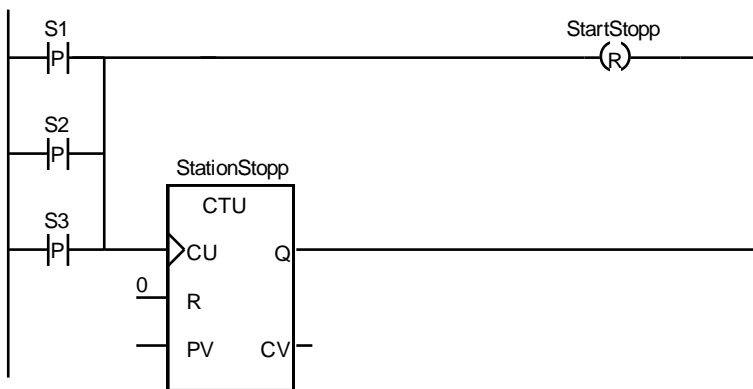 S1
P
StartStopp
R
S2
P
StationStopp
CTU
S3
P
CU
Q
0
R
PV
CV